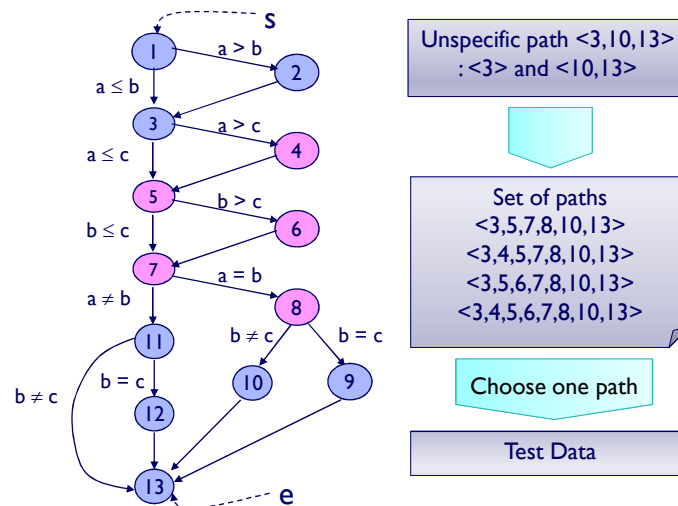 s
1
a > b
2
a ≤ b
3
a > c
4
a ≤ c
5
b > c
6
b ≤ c
7
a = b
8
a ≠ b
11
b ≠ c
b = c
10
9
b ≠ c
b = c
12
13
e
Unspecific path <3,10,13>
: <3> and <10,13>
Set of paths
<3,5,7,8,10,13>
<3,4,5,7,8,10,13>
<3,5,6,7,8,10,13>
<3,4,5,6,7,8,10,13>
Choose one path
Test Data